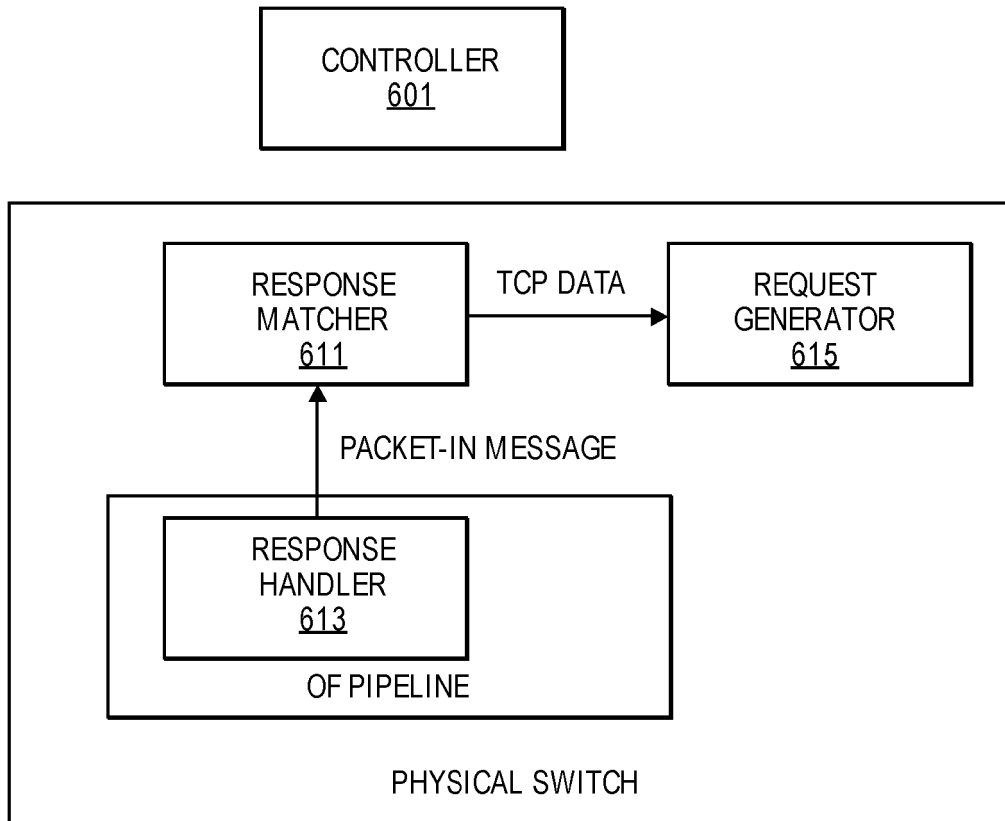 CONTROLLER
601
RESPONSE
MATCHER
611
TCP DATA
REQUEST
GENERATOR
615
PACKET-IN MESSAGE
RESPONSE
HANDLER
613
OF PIPELINE
PHYSICAL SWITCH